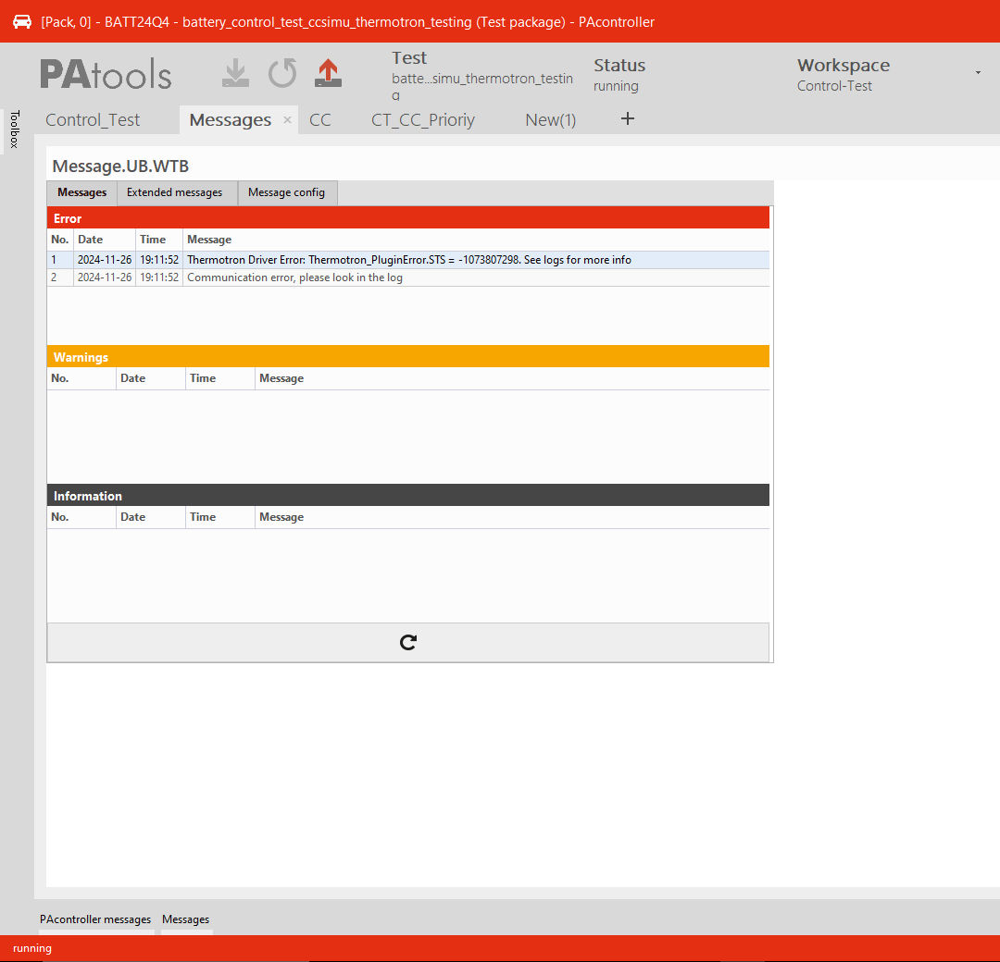 [Pack, 0] - BATT24Q4 - battery_control_test_ccsimu_thermotron_testing (Test package) - PAcontroller
PAtools
Test
batte...simu_thermotron_testin
g
Status
running
Workspace
Control-Test
Toolbox
Control_Test
Messages ×
CC
CT_CC_Prioriy
New(1)
+
Message.UB.WTB
Messages Extended messages Message config
Error
No. Date Time Message
1 2024-11-26 19:11:52 Thermotron Driver Error: Thermotron_PluginError.STS = -1073807298. See logs for more info
2 2024-11-26 19:11:52 Communication error, please look in the log
Warnings
No. Date Time Message
Information
No. Date Time Message
PAcontroller messages Messages
running